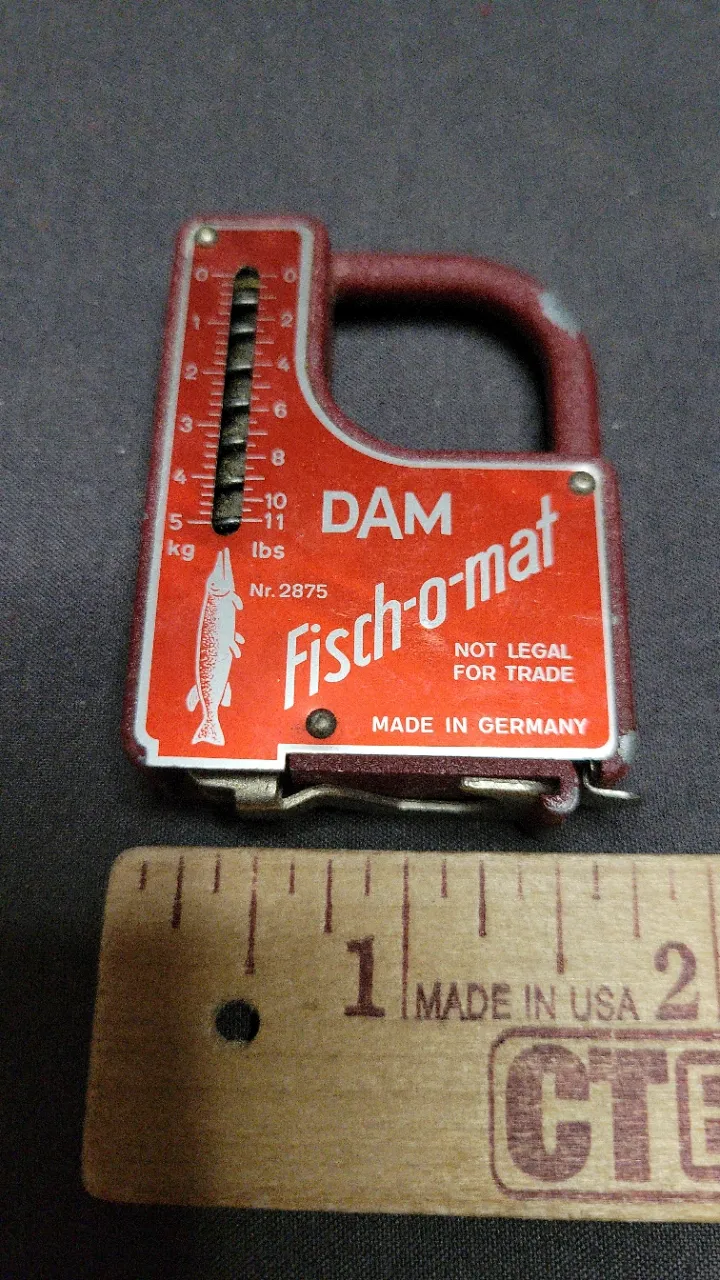 0 0
1 2
2 4
3 6
4 8
10
5 11
kg lbs
DAM
Nr. 2875
Fisch-o-mat
NOT LEGAL
FOR TRADE
MADE IN GERMANY
1 MADE IN USA 2